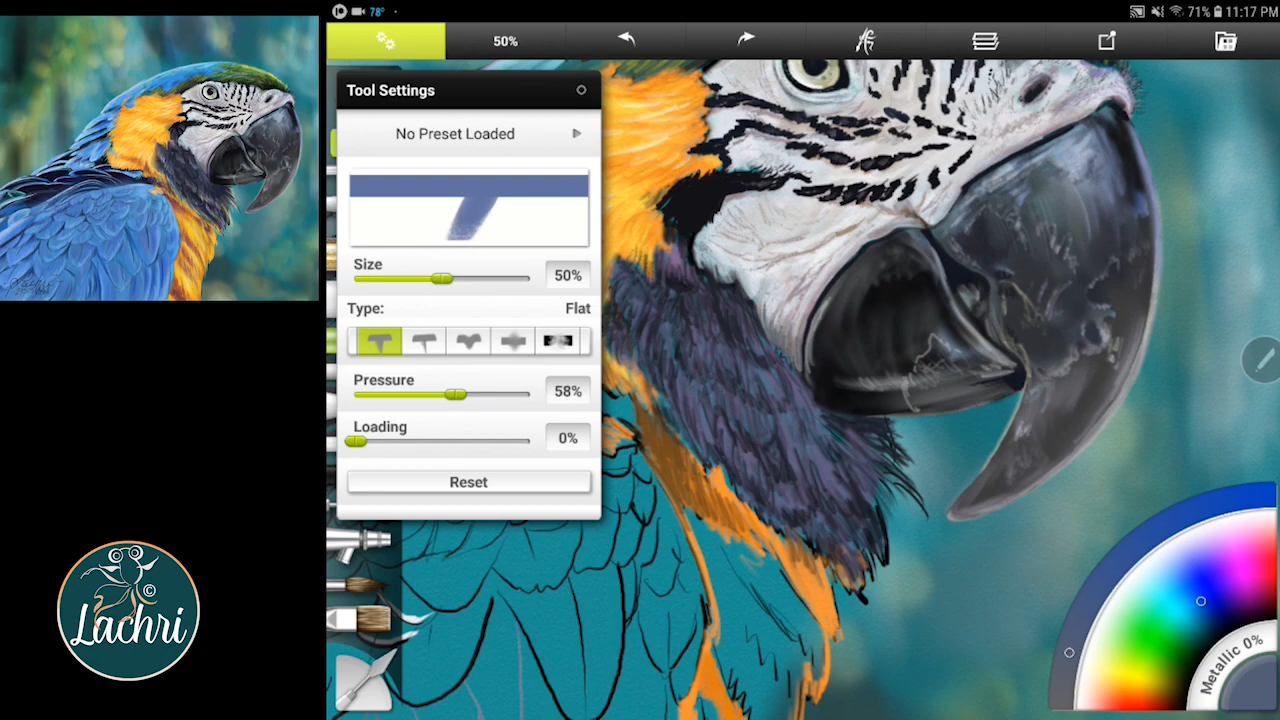 78°
71%
11:17 PM
50%
Tool Settings
No Preset Loaded
Size
50%
Type:
Flat
Pressure
58%
Loading
0%
Reset
Metallic 0%
©
Lachri